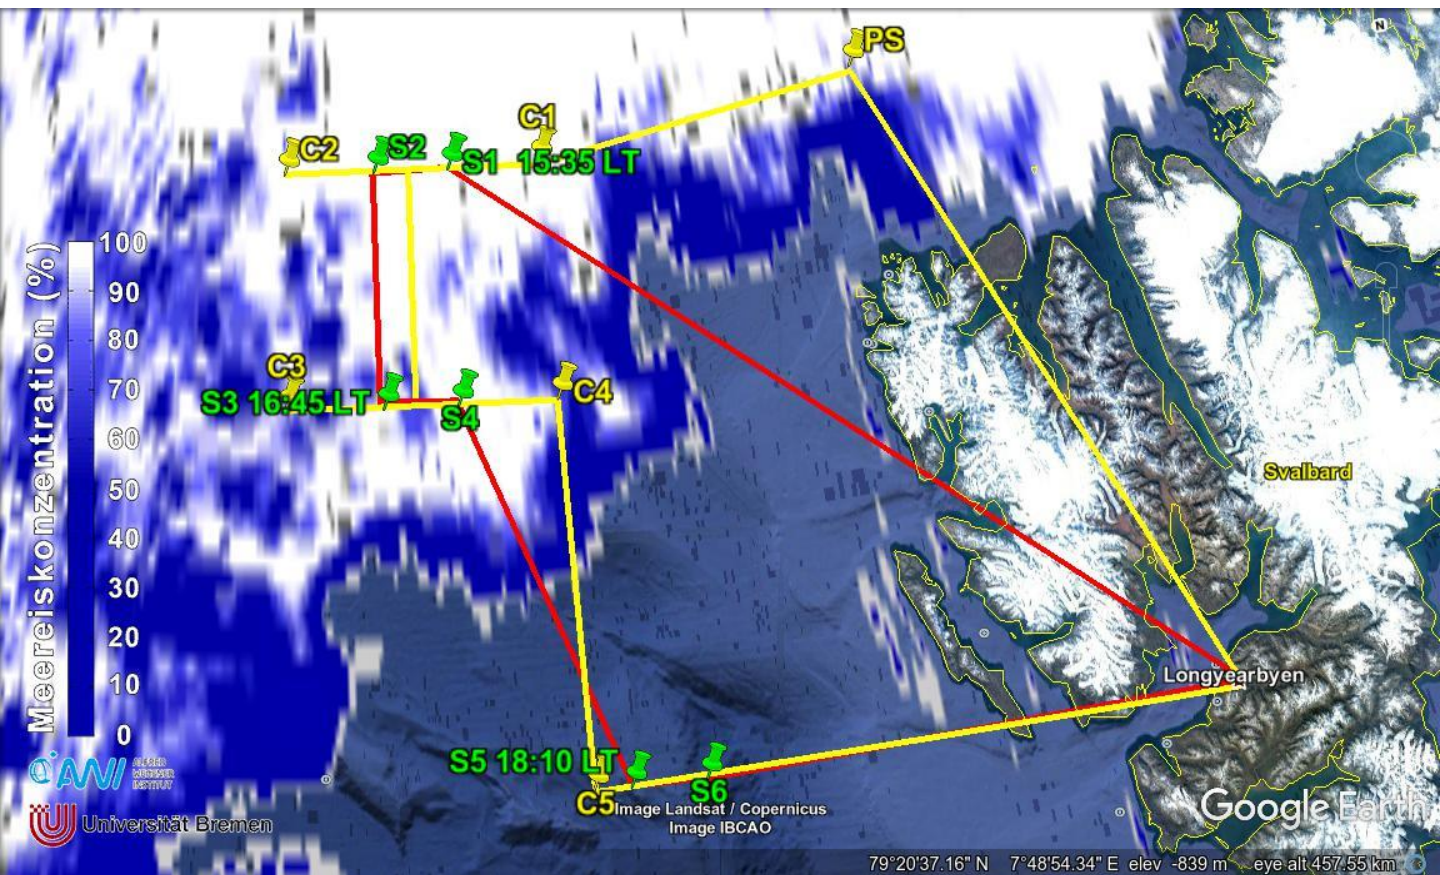 N
PS
C1
C2
S2
S1 15:35 LT
Meereiskonzentration (%)
100
90
80
70
60
50
40
30
20
10
0
C3
S3 16:45 LT
S4
C4
Svalbard
Longyearbyen
S5 18:10 LT
C5
S6
AWI
ALFRED
WEGENER
INSTITUT
Universität Bremen
Image Landsat / Copernicus
Image IBCAO
Google Earth
79°20'37.16" N 7°48'54.34" E elev -839 m eye alt 457.55 km